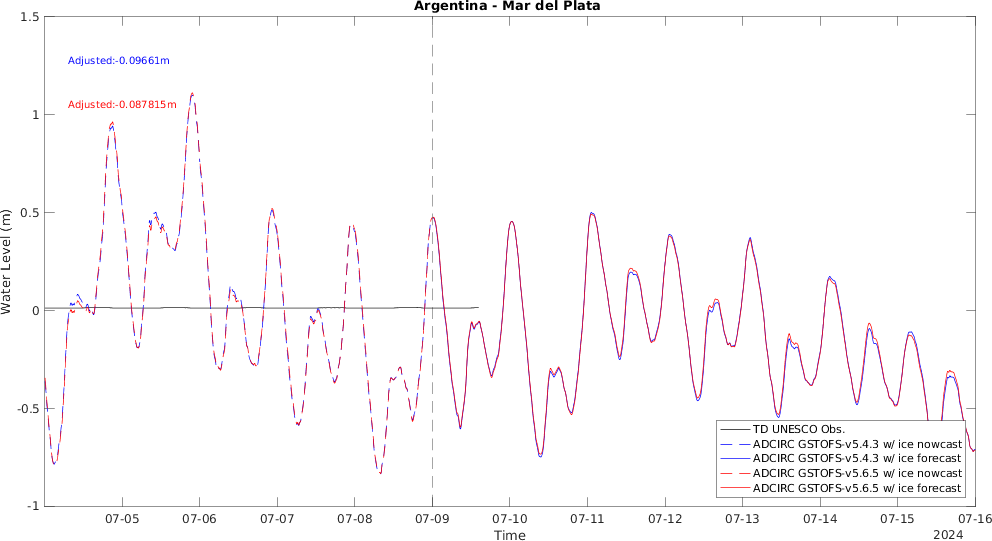 Argentina - Mar del Plata
1.5
Adjusted:-0.09661m
Adjusted:-0.087815m
1
0.5
0
-0.5
-1
Water Level (m)
TD UNESCO Obs.
ADCIRC GSTOFS-v5.4.3 w/ ice nowcast
ADCIRC GSTOFS-v5.4.3 w/ ice forecast
ADCIRC GSTOFS-v5.6.5 w/ ice nowcast
ADCIRC GSTOFS-v5.6.5 w/ ice forecast
07-05 07-06 07-07 07-08 07-09 07-10 07-11 07-12 07-13 07-14 07-15 07-16
Time
2024